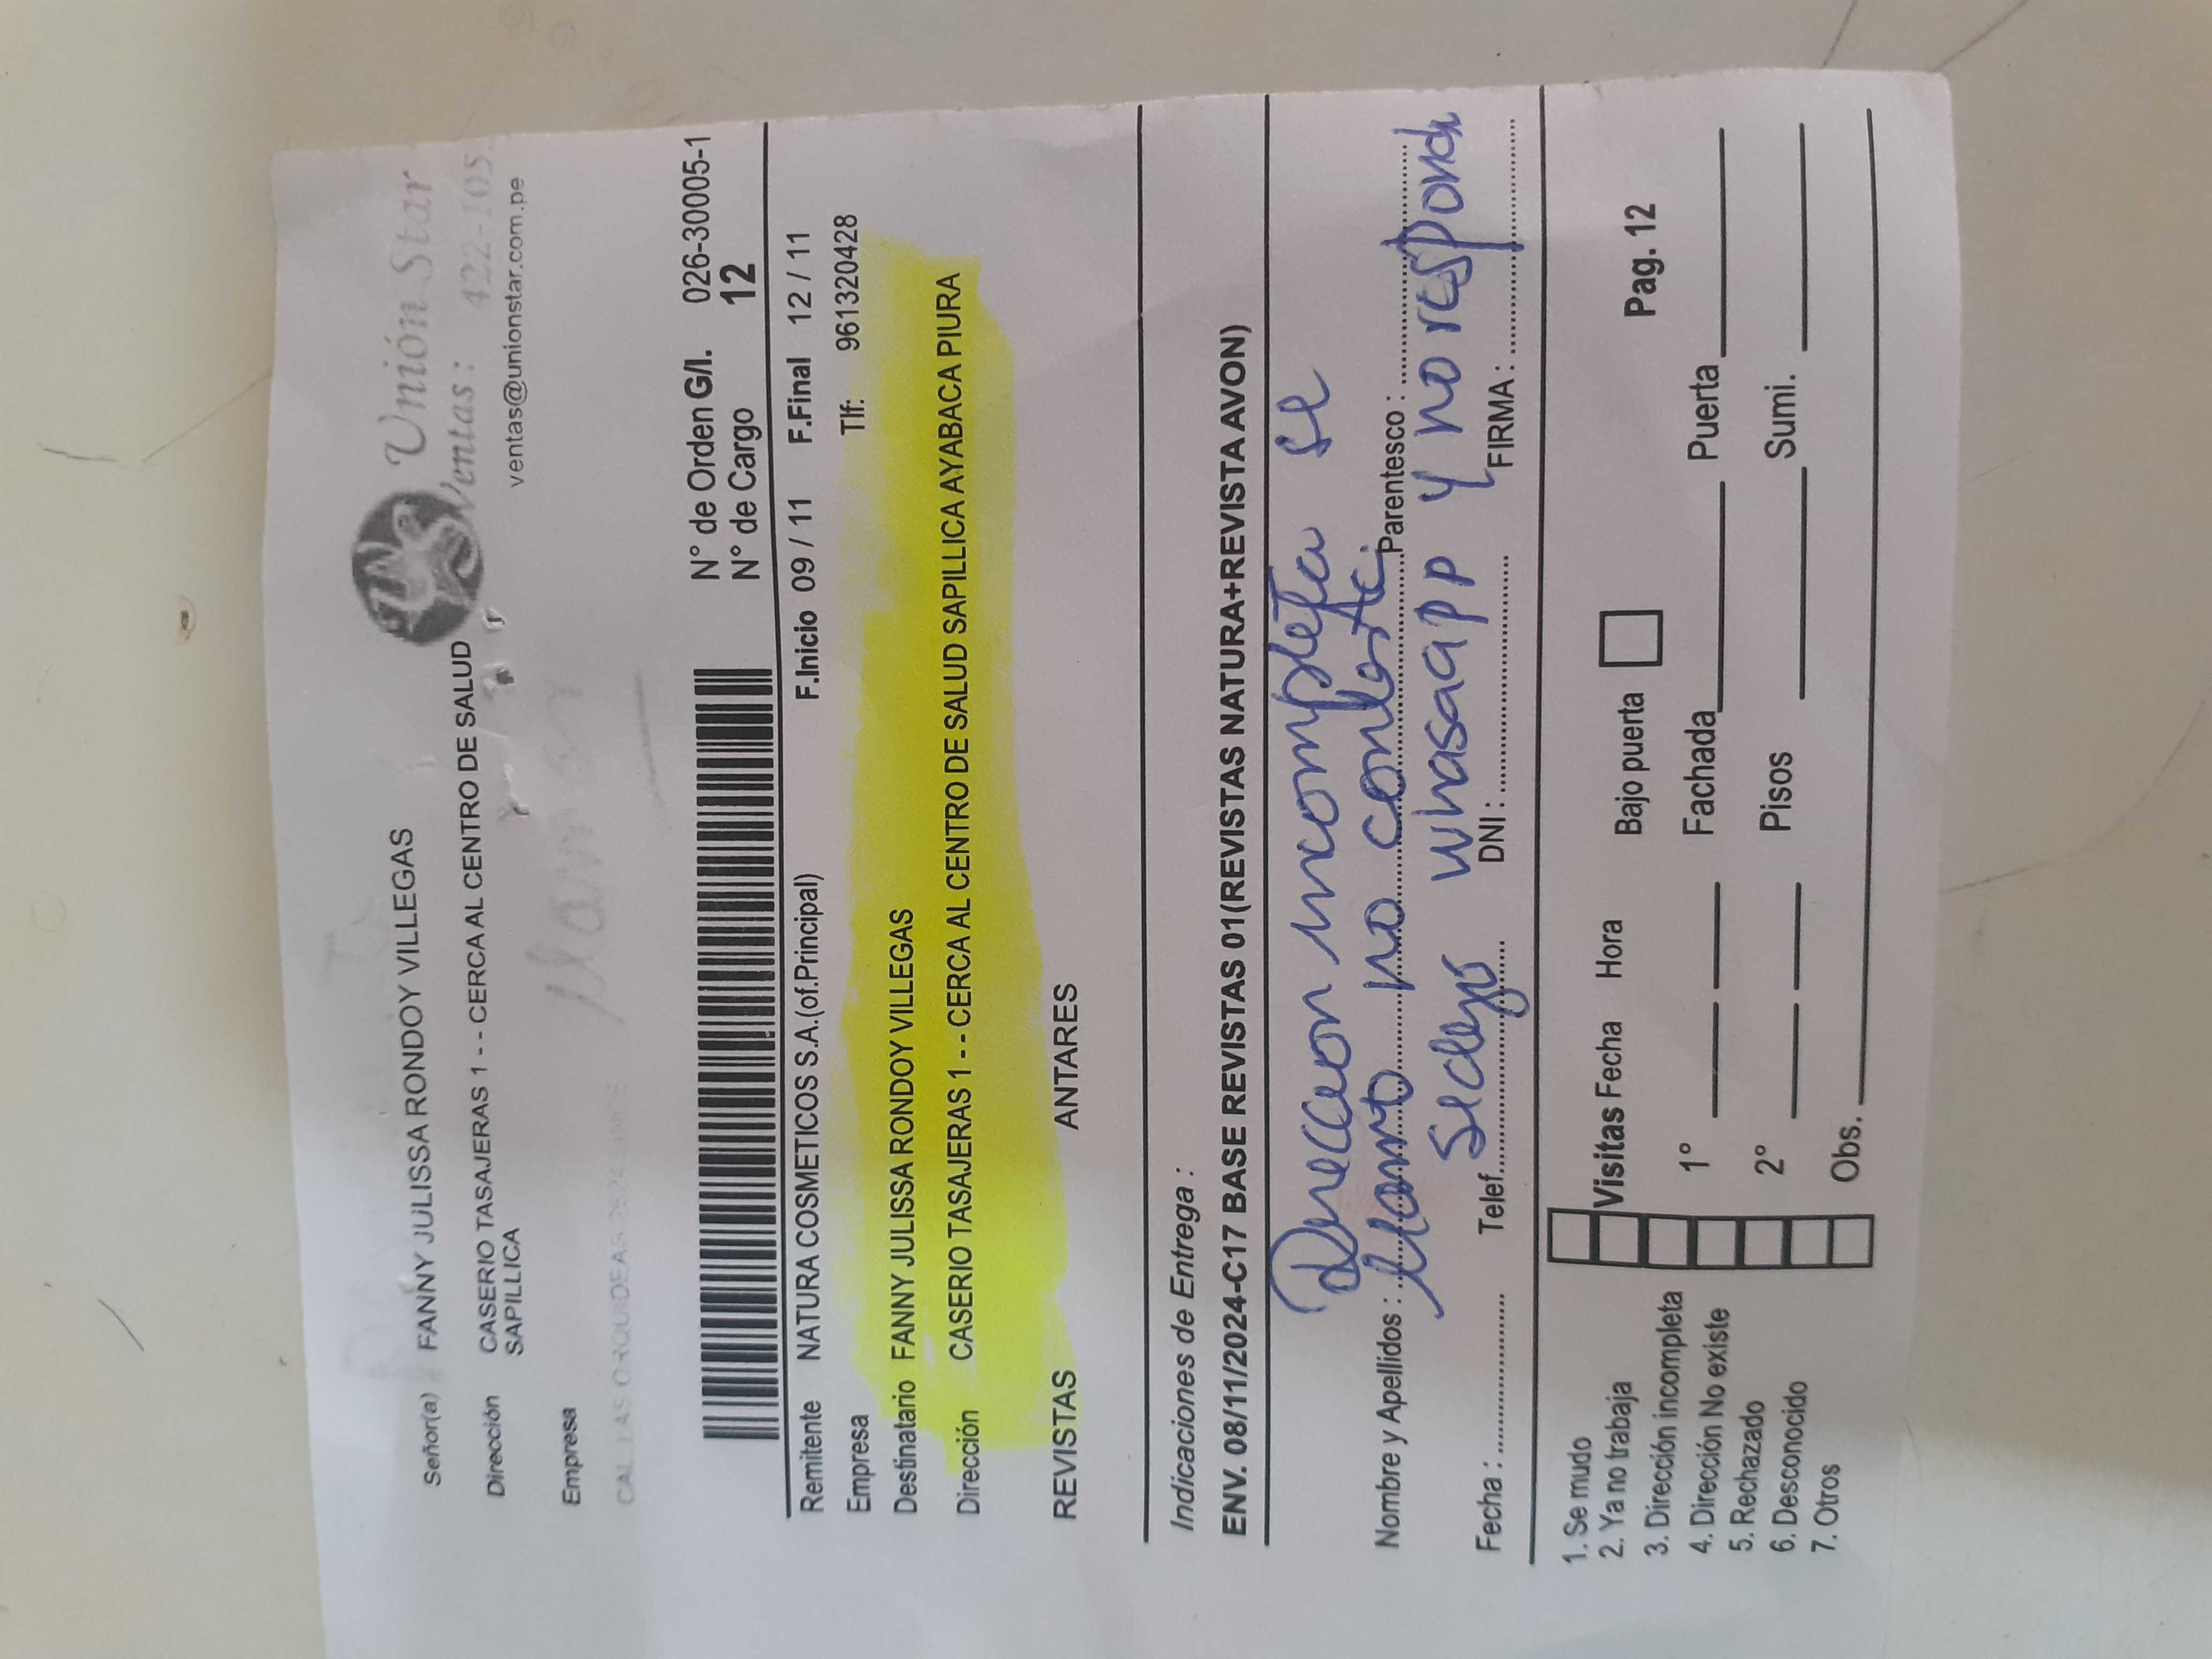 Unión Star
Ventas: 422-105
ventas@unionstar.com.pe
Señor(a) FANNY JULISSA RONDOY VILLEGAS
Dirección CASERIO TASAJERAS 1 - - CERCA AL CENTRO DE SALUD
SAPILLICA
Empresa
N° de Orden G/I. 026-30005-1
N° de Cargo 12
Remitente NATURA COSMETICOS S.A.(of.Principal) F.Inicio 09 / 11 F.Final 12 / 11
Empresa Tlf: 961320428
Destinatario FANNY JULISSA RONDOY VILLEGAS
Dirección CASERIO TASAJERAS 1 - - CERCA AL CENTRO DE SALUD SAPILLICA AYABACA PIURA
REVISTAS ANTARES
Indicaciones de Entrega :
ENV. 08/11/2024-C17 BASE REVISTAS 01(REVISTAS NATURA+REVISTA AVON)
Direccion incompleta se
Nombre y Apellidos : llamo no contesta. Parentesco :
se dejo whasaapp y no responde
Fecha : Telef. DNI : FIRMA :
1. Se mudo
2. Ya no trabaja
3. Dirección incompleta
4. Dirección No existe
5. Rechazado
6. Desconocido
7. Otros
Visitas Fecha Hora Bajo puerta Pag. 12
1° Fachada Puerta
2° Pisos Sumi.
Obs.